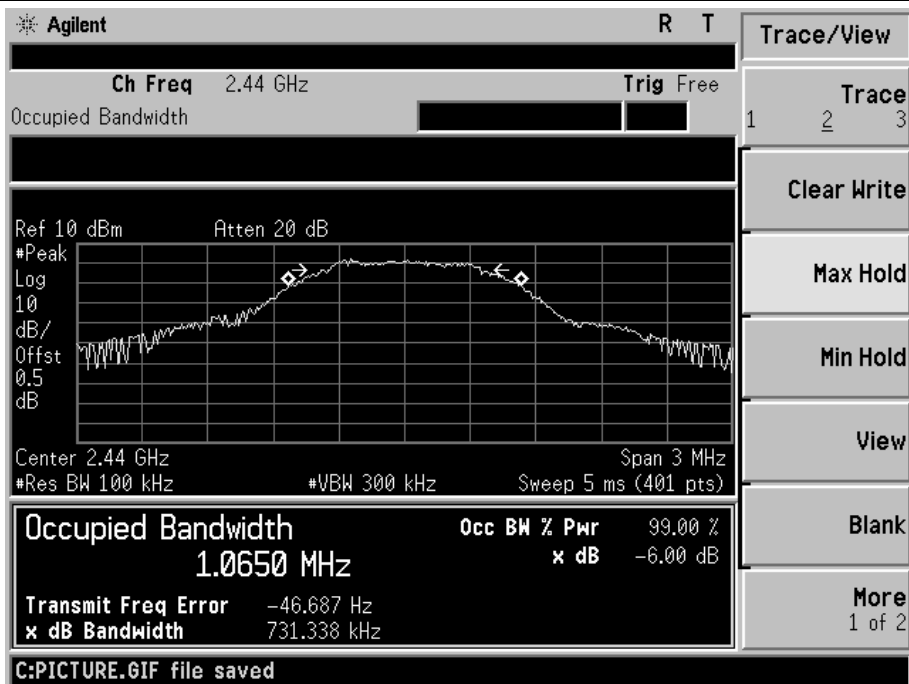 Agilent R T
Trace/View
Ch Freq 2.44 GHz Trig Free
Occupied Bandwidth
Trace
1 2 3
Clear Write
Ref 10 dBm Atten 20 dB
#Peak
Log
10
dB/
Offst
0.5
dB
Max Hold
Min Hold
View
Center 2.44 GHz Span 3 MHz
#Res BW 100 kHz #VBW 300 kHz Sweep 5 ms (401 pts)
Occupied Bandwidth
1.0650 MHz
Occ BW % Pwr 99.00 %
x dB -6.00 dB
Transmit Freq Error -46.687 Hz
x dB Bandwidth 731.338 kHz
Blank
More
1 of 2
C:PICTURE.GIF file saved